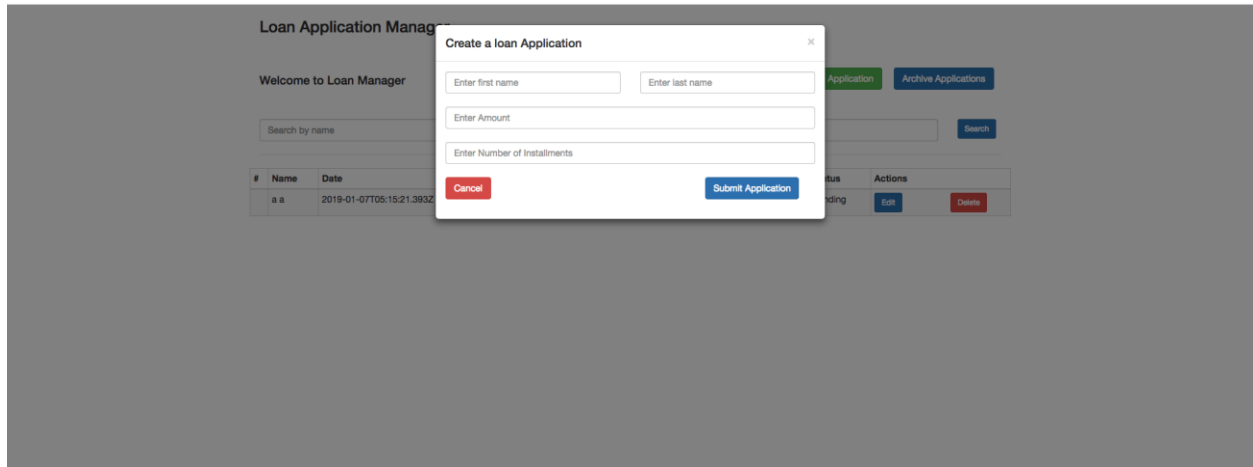 Loan Application Manag
Create a loan Application ×
Welcome to Loan Manager
Enter first name Enter last name
Application Archive Applications
Enter Amount
Search by name Search
Enter Number of Installments
# Name Date tus Actions
Cancel Submit Application
a a 2019-01-07T05:15:21.393Z nding Edit Delete